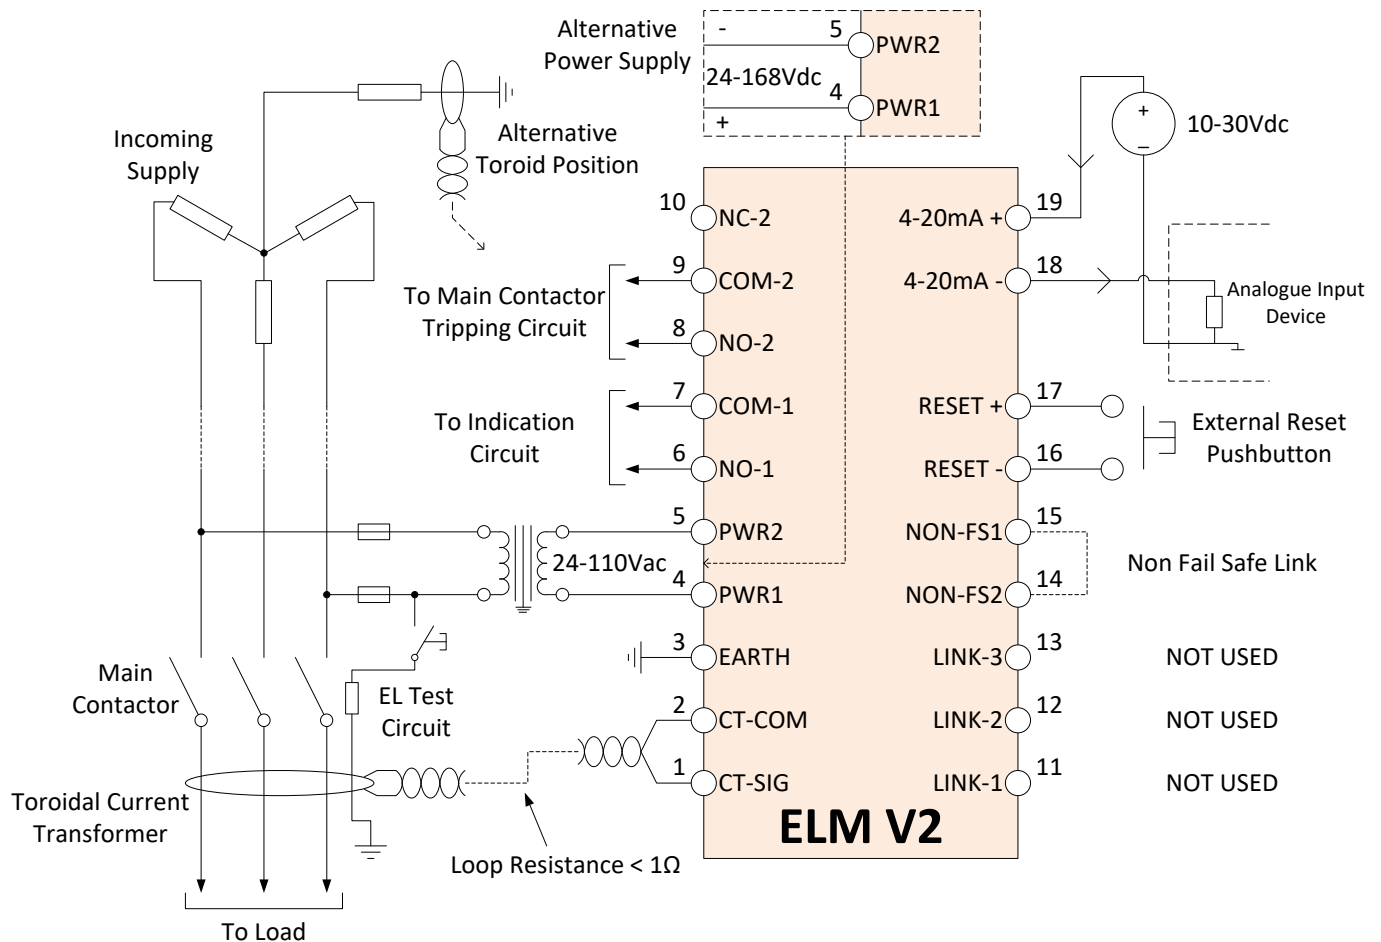 Alternative
Power Supply
-
5
PWR2
24-168Vdc
4
PWR1
+
Incoming
Supply
Alternative
Toroid Position
+
–
10-30Vdc
10
NC-2
9
COM-2
To Main Contactor
Tripping Circuit
8
NO-2
7
COM-1
To Indication
Circuit
6
NO-1
5
PWR2
24-110Vac
4
PWR1
3
EARTH
2
CT-COM
1
CT-SIG
4-20mA +
19
4-20mA -
18
Analogue Input
Device
RESET +
17
External Reset
Pushbutton
RESET -
16
NON-FS1
15
Non Fail Safe Link
NON-FS2
14
LINK-3
13
NOT USED
LINK-2
12
NOT USED
LINK-1
11
NOT USED
ELM V2
Main
Contactor
EL Test
Circuit
Toroidal Current
Transformer
Loop Resistance < 1Ω
To Load